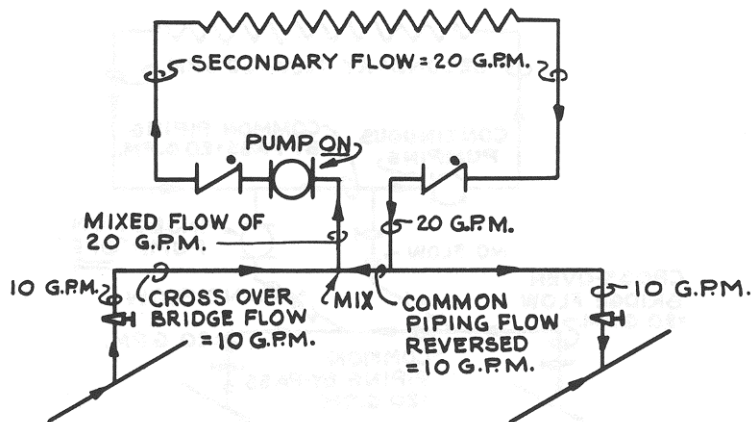 SECONDARY FLOW = 20 G.P.M.
PUMP ON
MIXED FLOW OF
20 G.P.M.
20 G.P.M.
10 G.P.M.
CROSS OVER
BRIDGE FLOW
= 10 G.P.M.
MIX
COMMON
PIPING FLOW
REVERSED
= 10 G.P.M.
10 G.P.M.